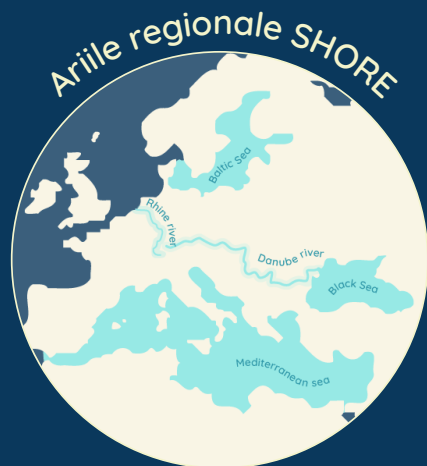 Ariile regionale SHORE
Baltic Sea
Rhine river
Danube river
Black Sea
Mediterranean sea